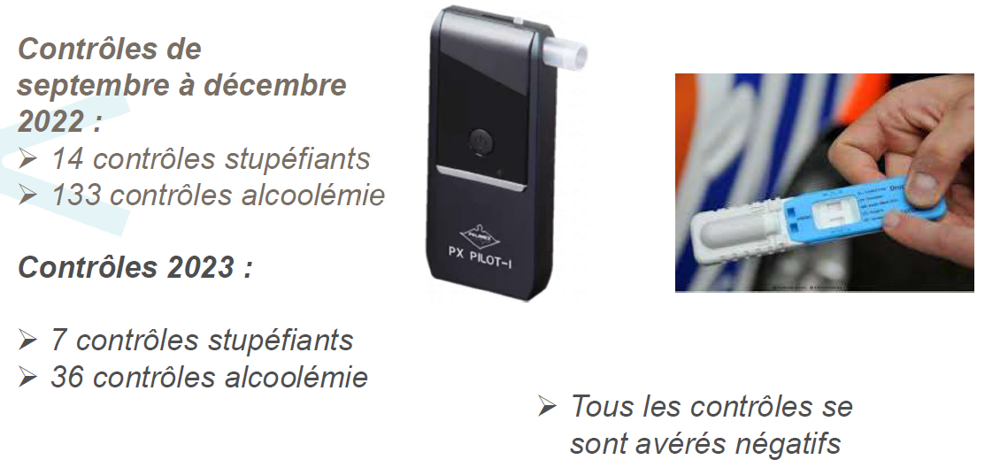 Contrôles de
septembre à décembre
2022 :
➢ 14 contrôles stupéfiants
➢ 133 contrôles alcoolémie
Contrôles 2023 :
➢ 7 contrôles stupéfiants
➢ 36 contrôles alcoolémie
PX PILOT-I
➢ Tous les contrôles se
sont avérés négatifs